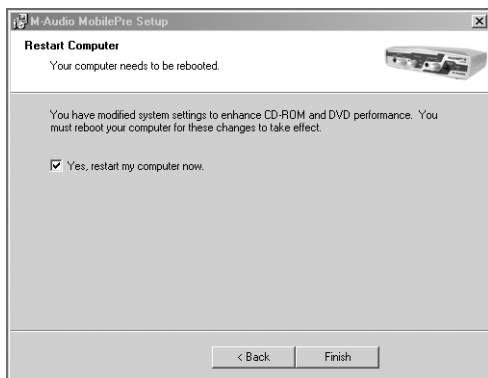 M-Audio MobilePre Setup
Restart Computer
Your computer needs to be rebooted.
You have modified system settings to enhance CD-ROM and DVD performance. You
must reboot your computer for these changes to take effect.
Yes, restart my computer now.
< Back
Finish